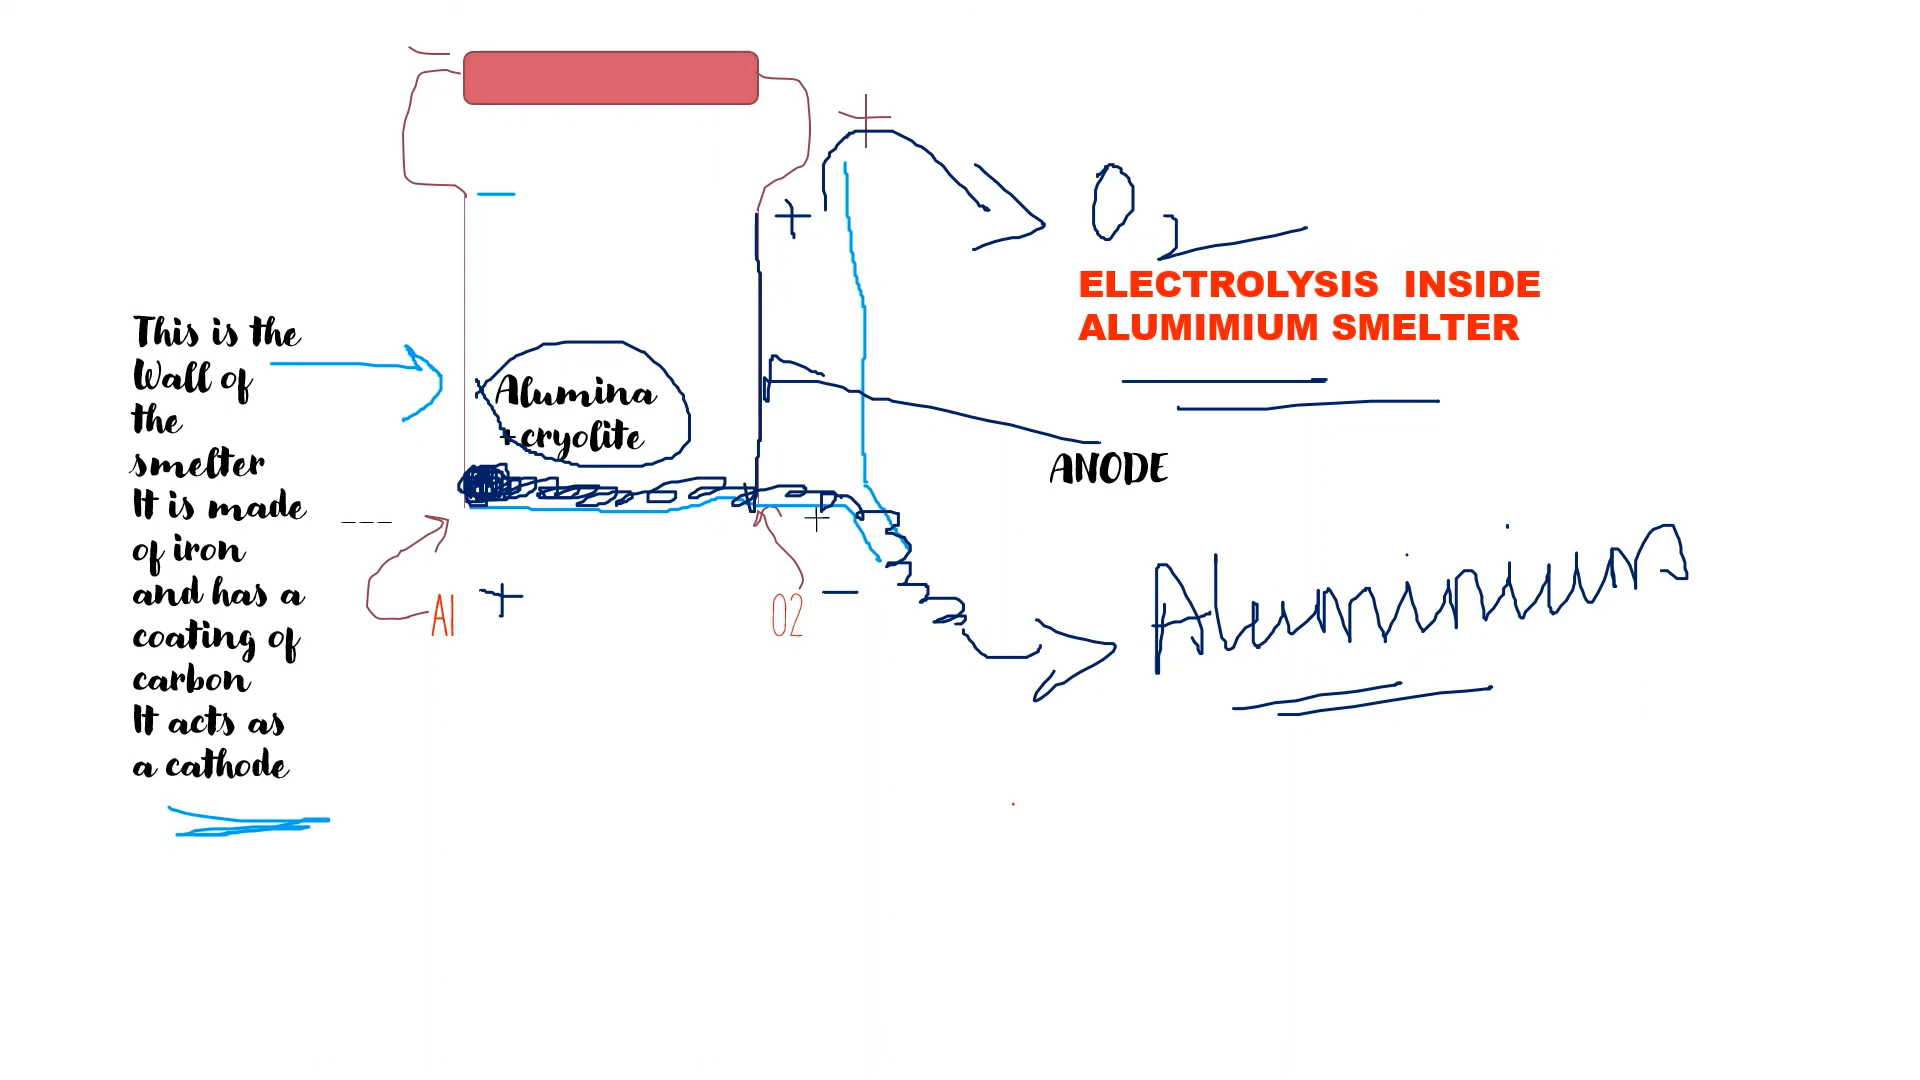 O2
ELECTROLYSIS INSIDE
ALUMIMIUM SMELTER
This is the
Wall of
the
smelter
It is made
of iron
and has a
coating of
carbon
It acts as
a cathode
Alumina
+cryolite
ANODE
Al +
O2 −
Aluminium